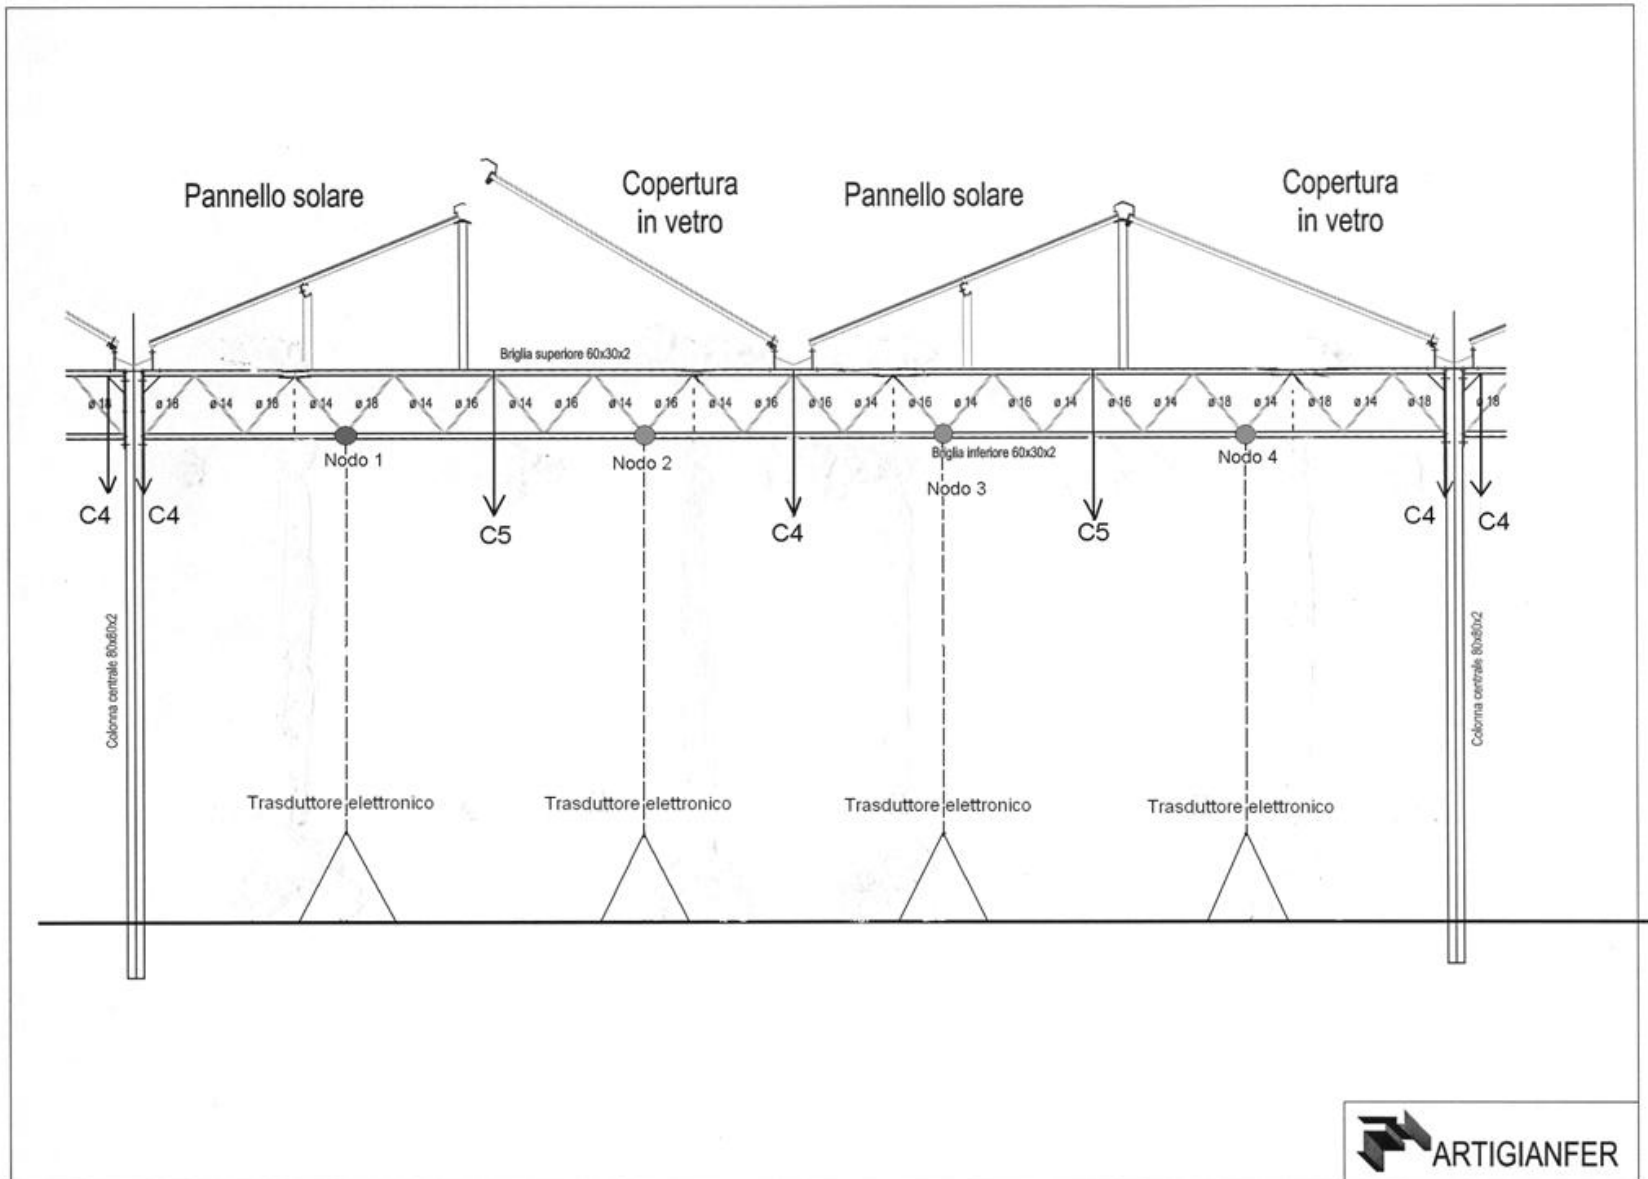 Pannello solare
Copertura
in vetro
Pannello solare
Copertura
in vetro
Briglia superiore 60x30x2
ø 18
ø 18
ø 14
ø 16
ø 14
ø 18
ø 14
ø 16
ø 14
ø 16
ø 14
ø 16
ø 14
ø 16
ø 16
ø 14
ø 16
ø 14
ø 16
ø 14
ø 16
ø 14
ø 18
ø 14
ø 18
ø 14
ø 18
ø 18
Briglia inferiore 60x30x2
Nodo 1
Nodo 2
Nodo 3
Nodo 4
C4
C4
C5
C4
C5
C4
C4
Colonna centrale 80x80x2
Colonna centrale 80x80x2
Trasduttore elettronico
Trasduttore elettronico
Trasduttore elettronico
Trasduttore elettronico
ARTIGIANFER